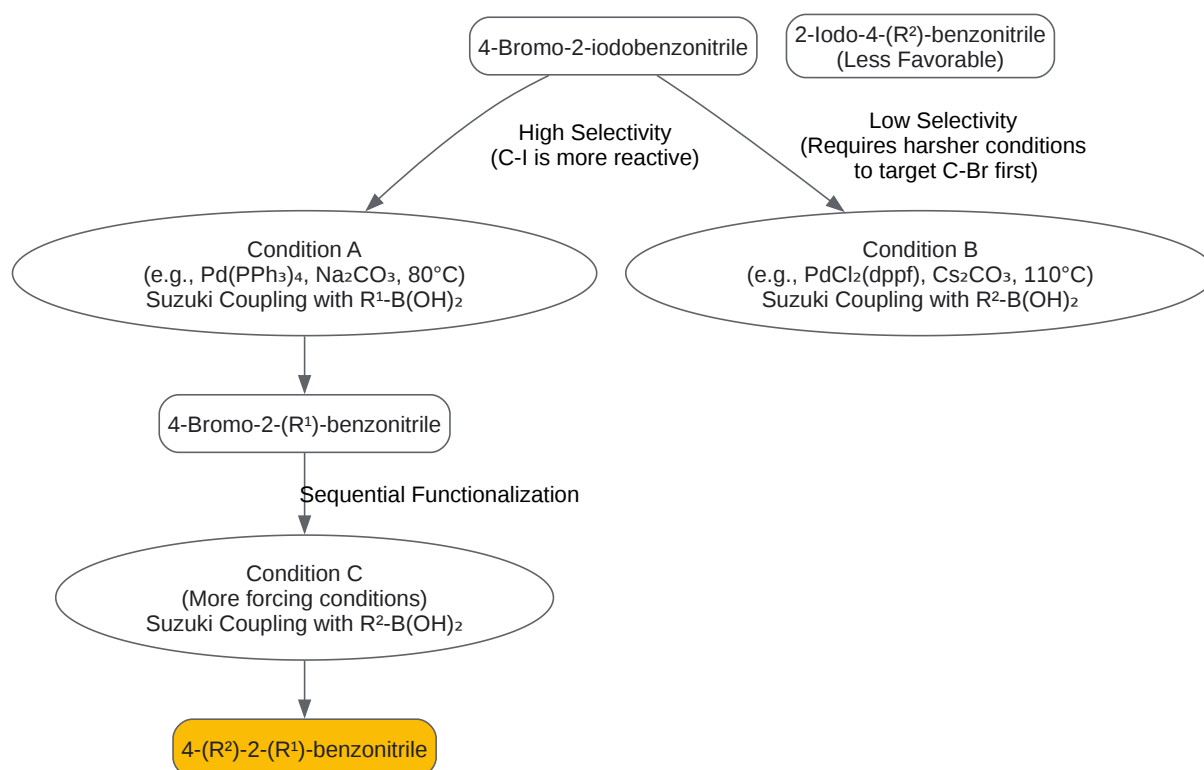 4-Bromo-2-iodobenzonitrile
2-Iodo-4-(R²)-benzonitrile
(Less Favorable)
High Selectivity
(C-I is more reactive)
Low Selectivity
(Requires harsher conditions
to target C-Br first)
Condition A
(e.g., Pd(PPh₃)₄, Na₂CO₃, 80°C)
Suzuki Coupling with R¹-B(OH)₂
Condition B
(e.g., PdCl₂(dppf), Cs₂CO₃, 110°C)
Suzuki Coupling with R²-B(OH)₂
4-Bromo-2-(R¹)-benzonitrile
Sequential Functionalization
Condition C
(More forcing conditions)
Suzuki Coupling with R²-B(OH)₂
4-(R²)-2-(R¹)-benzonitrile